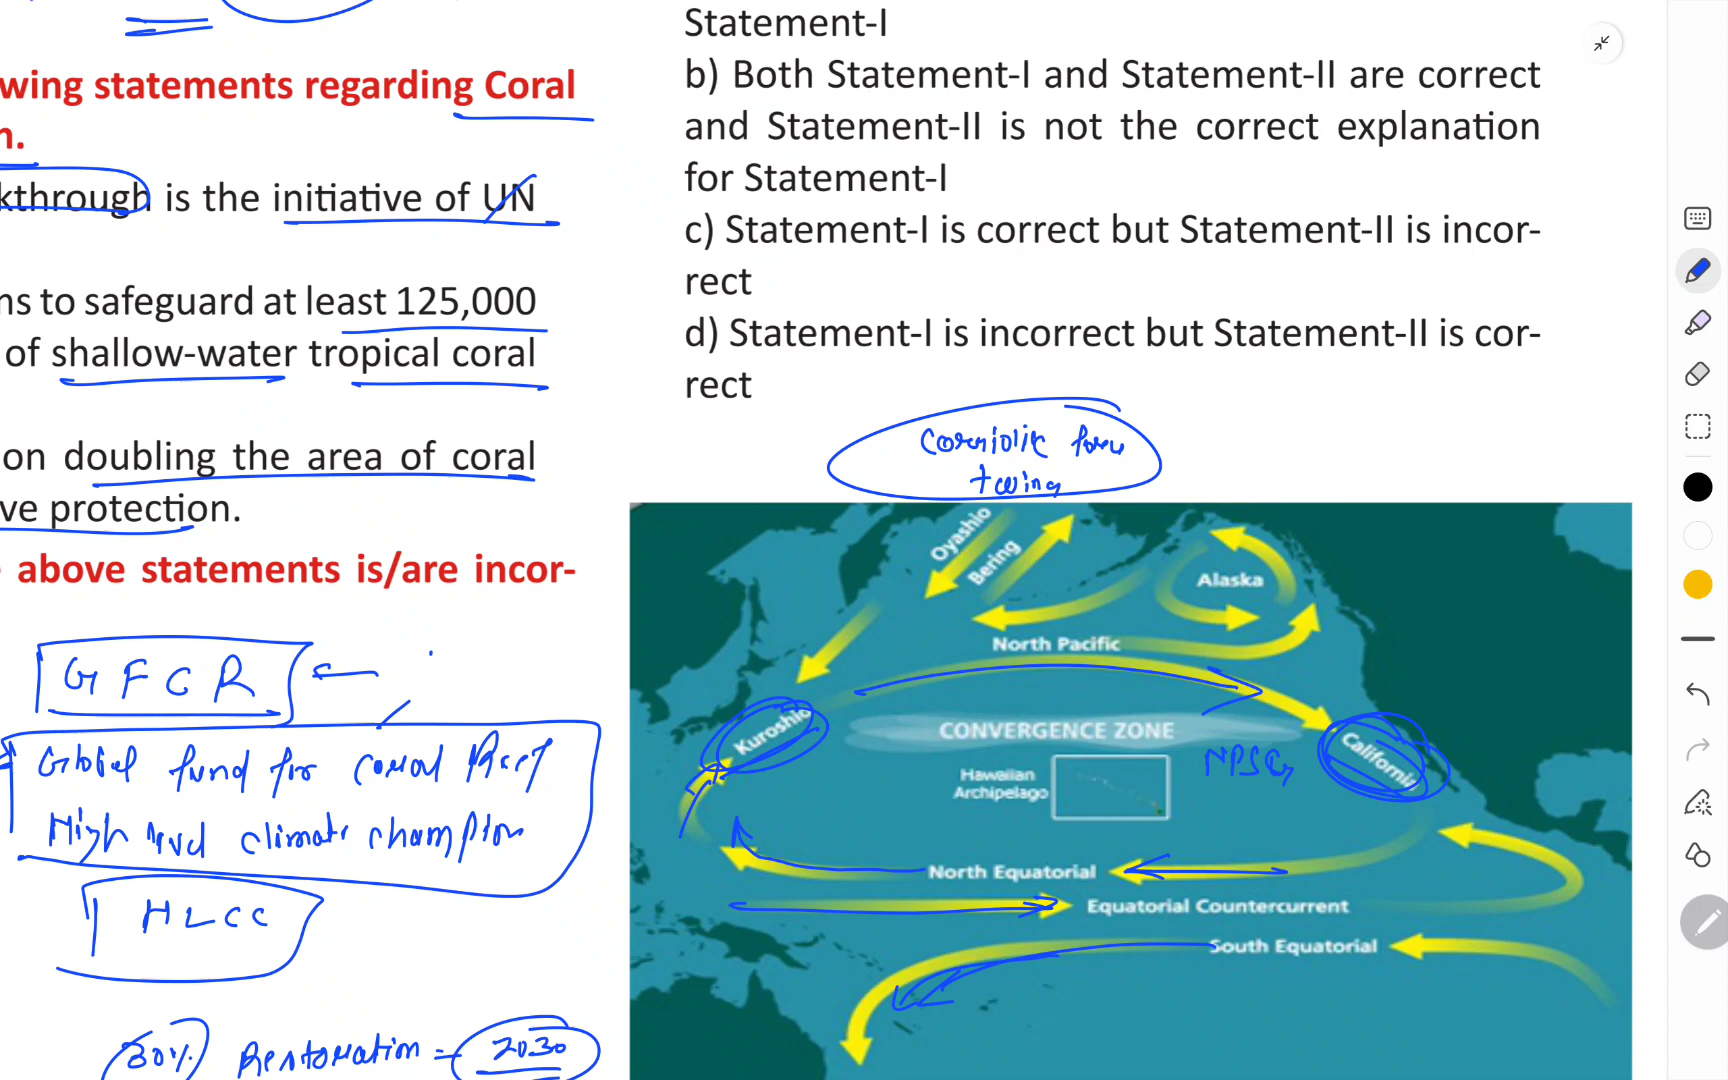 wing statements regarding Coral
n.
kthrough is the initiative of UN
ns to safeguard at least 125,000
of shallow-water tropical coral
on doubling the area of coral
ve protection.
above statements is/are incor-
G F C R
Global fund for coral Reef
High level climate champion
H L C C
30% Restoration = 2030
Statement-I
b) Both Statement-I and Statement-II are correct
and Statement-II is not the correct explanation
for Statement-I
c) Statement-I is correct but Statement-II is incor-
rect
d) Statement-I is incorrect but Statement-II is cor-
rect
Oyashio
Bering
Alaska
North Pacific
Kuroshio
CONVERGENCE ZONE
NPSG
California
Hawaiian
Archipelago
North Equatorial
Equatorial Countercurrent
South Equatorial